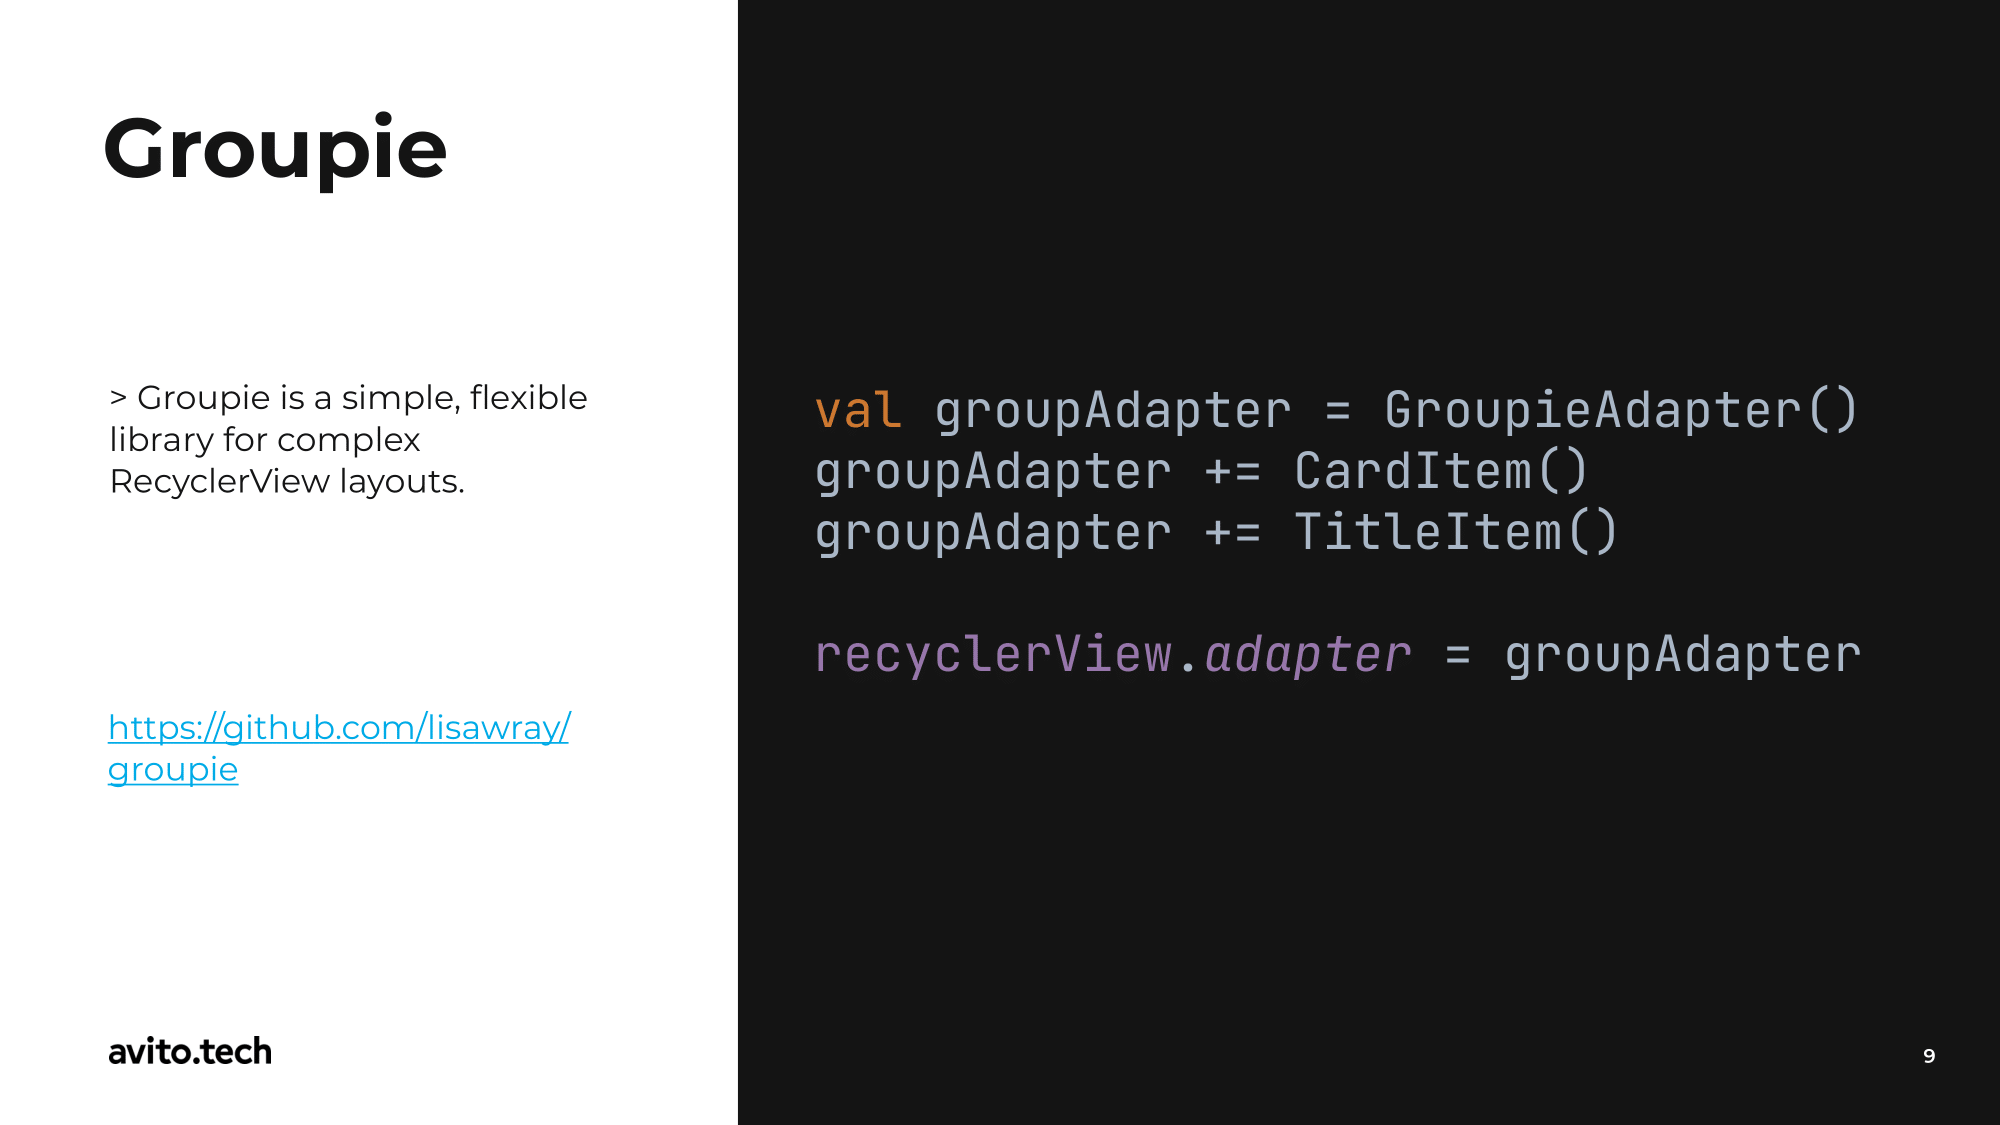 Groupie
> Groupie is a simple, flexible
library for complex
RecyclerView layouts.
https://github.com/lisawray/
groupie
avito.tech
val groupAdapter = GroupieAdapter()
groupAdapter += CardItem()
groupAdapter += TitleItem()
recyclerView.adapter = groupAdapter
9